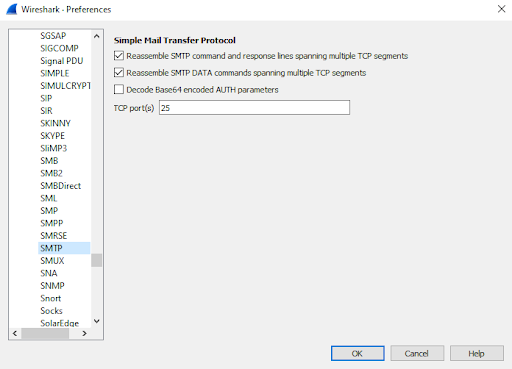 Wireshark - Preferences
SGSAP
SIGCOMP
Signal PDU
SIMPLE
SIMULCRYPT
SIP
SIR
SKINNY
SKYPE
SliMP3
SMB
SMB2
SMBDirect
SML
SMP
SMPP
SMRSE
SMTP
SMUX
SNA
SNMP
Snort
Socks
SolarEdge
Simple Mail Transfer Protocol
Reassemble SMTP command and response lines spanning multiple TCP segments
Reassemble SMTP DATA commands spanning multiple TCP segments
Decode Base64 encoded AUTH parameters
TCP port(s) 25
OK Cancel Help